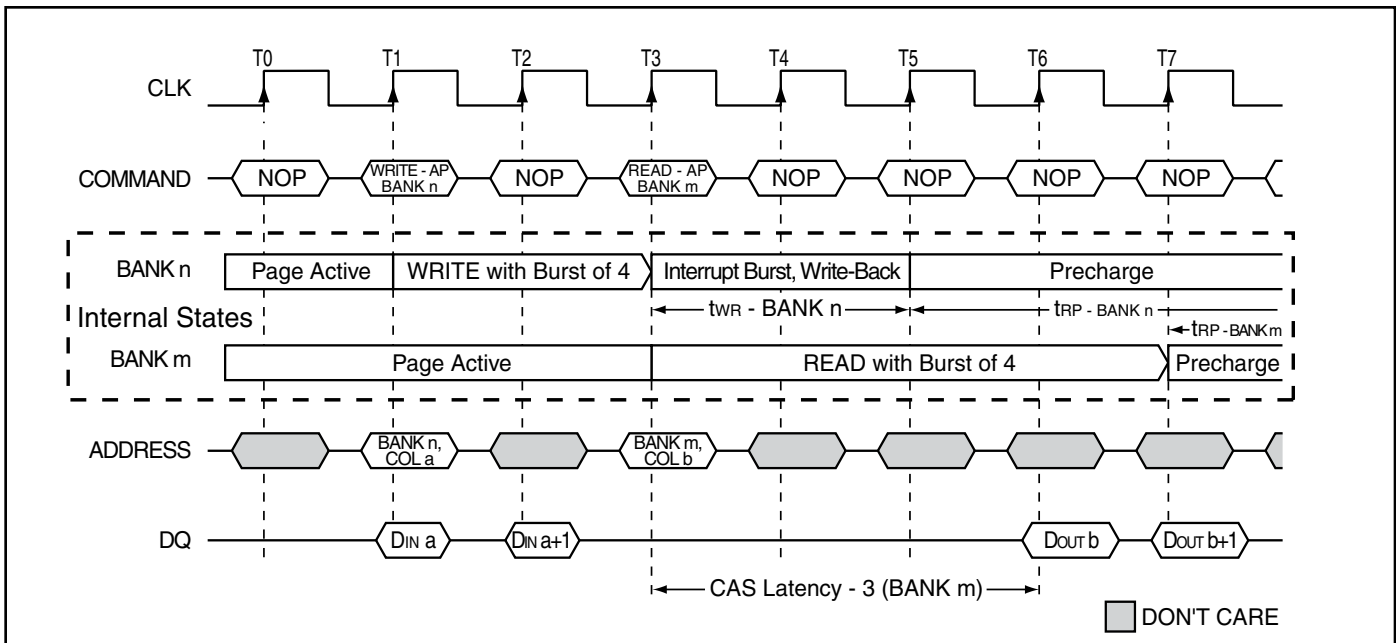 T0 T1 T2 T3 T4 T5 T6 T7
CLK
COMMAND NOP WRITE - AP NOP READ - AP NOP NOP NOP NOP
BANK n BANK m
BANK n Page Active WRITE with Burst of 4 Interrupt Burst, Write-Back Precharge
tWR - BANK n tRP - BANK n
Internal States tRP - BANK m
BANK m Page Active READ with Burst of 4 Precharge
ADDRESS BANK n, BANK m,
COL a COL b
DQ DIN a DIN a+1 DOUT b DOUT b+1
CAS Latency - 3 (BANK m)
DON'T CARE